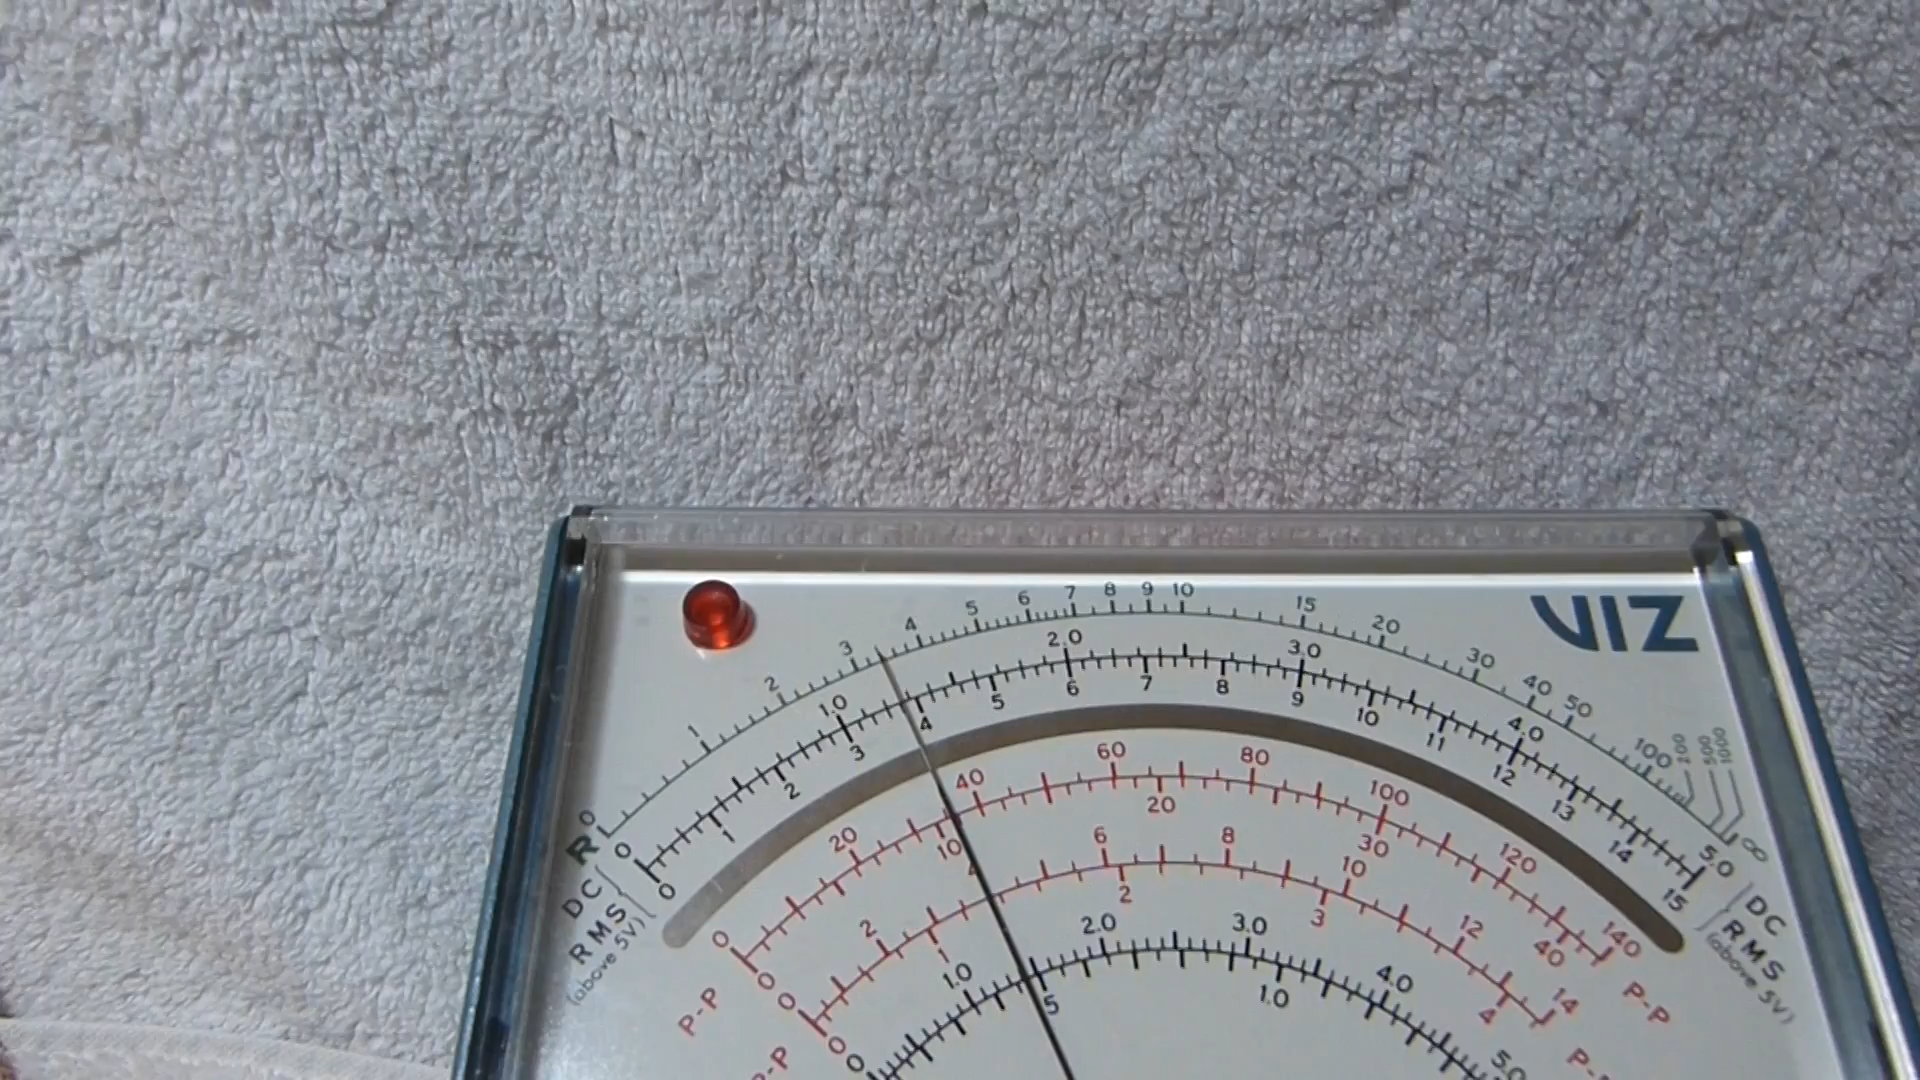 VIZ
R 0 1 2 3 4 5 6 7 8 9 10 15 20 30 40 50 100 200 500 1000 ∞
DC 0 1.0 2.0 3.0 4.0 5.0 DC
RMS 0 1 2 3 4 5 6 7 8 9 10 11 12 13 14 15 RMS
(above 5V) (above 5V)
0 20 40 60 80 100 120 140
P-P 0 10 20 30 40 P-P
0 2 4 6 8 10 12 14
P-P 0 1 2 3 4 P-P
0 1.0 2.0 3.0 4.0 5.0
.5 1.0